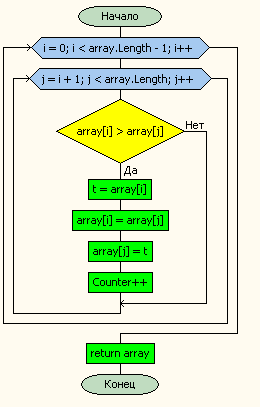 Начало
i = 0; i < array.Length - 1; i++
j = i + 1; j < array.Length; j++
array[i] > array[j]
Нет
Да
t = array[i]
array[i] = array[j]
array[j] = t
Counter++
return array
Конец